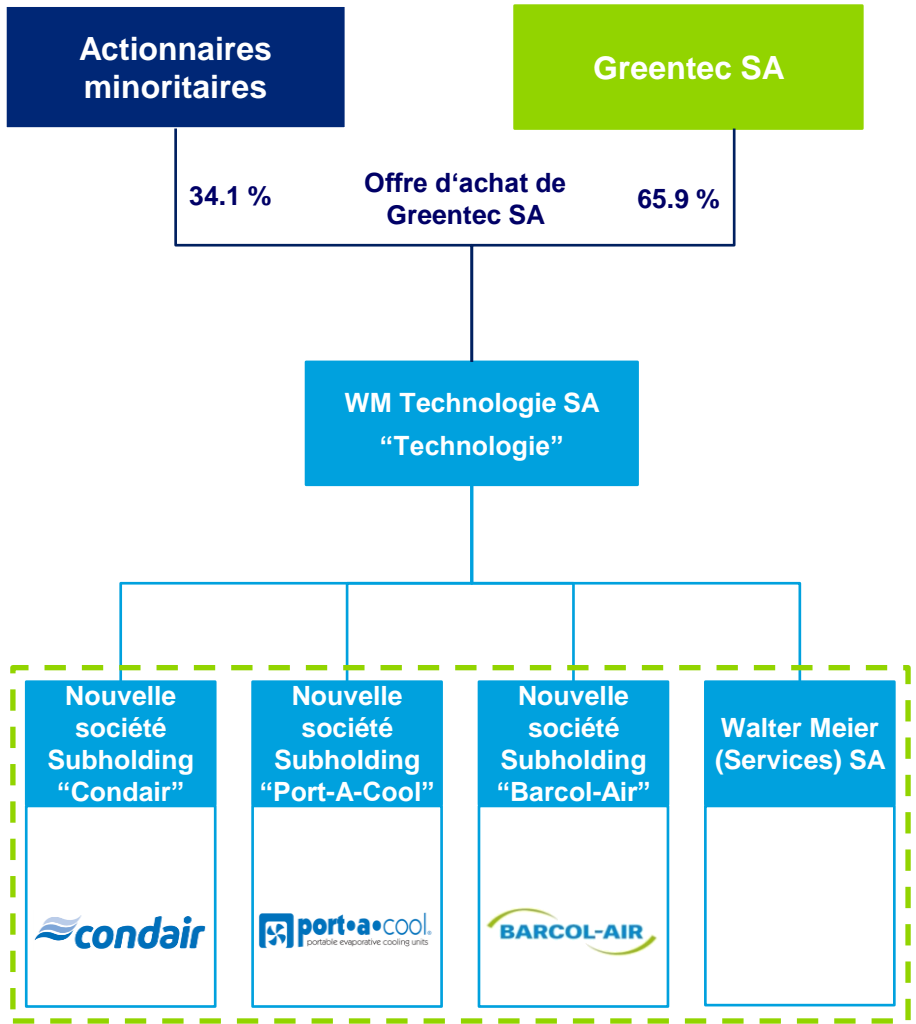 Actionnaires
minoritaires
Greentec SA
34.1 %
Offre d‘achat de
Greentec SA
65.9 %
WM Technologie SA
“Technologie”
Nouvelle
société
Subholding
“Condair”
Nouvelle
société
Subholding
“Port-A-Cool”
Nouvelle
société
Subholding
“Barcol-Air”
Walter Meier
(Services) SA
condair
port•a•cool®
portable evaporative cooling units
BARCOL-AIR